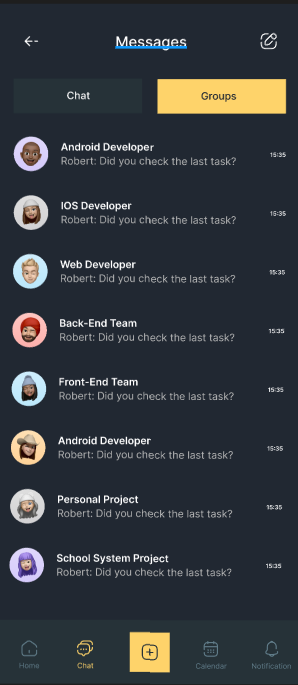 Messages
Chat
Groups
Android Developer
Robert: Did you check the last task?
15:35
IOS Developer
Robert: Did you check the last task?
15:35
Web Developer
Robert: Did you check the last task?
15:35
Back-End Team
Robert: Did you check the last task?
15:35
Front-End Team
Robert: Did you check the last task?
15:35
Android Developer
Robert: Did you check the last task?
15:35
Personal Project
Robert: Did you check the last task?
15:35
School System Project
Robert: Did you check the last task?
15:35
Home
Chat
Calendar
Notification